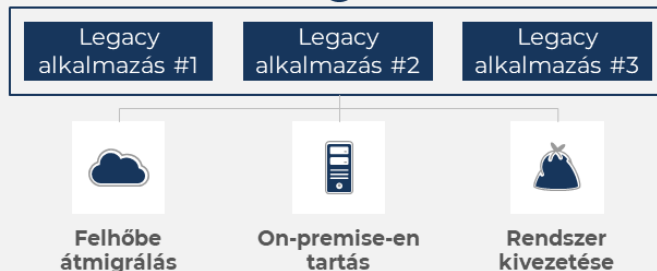 Legacy
alkalmazás #1
Legacy
alkalmazás #2
Legacy
alkalmazás #3
Felhőbe
átmigrálás
On-premise-en
tartás
Rendszer
kivezetése